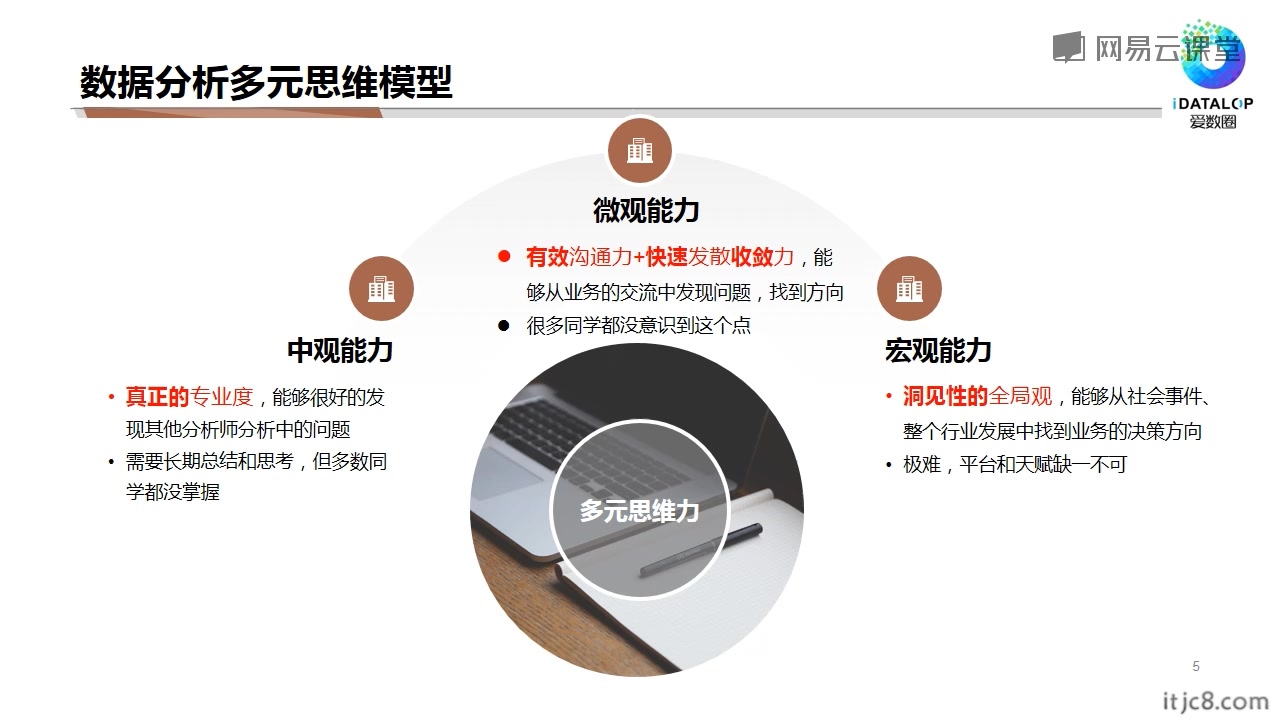 网易云课堂
数据分析多元思维模型
iDATALOP
爱数圈
微观能力
有效沟通力+快速发散收敛力，能
够从业务的交流中发现问题，找到方向
很多同学都没意识到这个点
中观能力
• 真正的专业度，能够很好的发
现其他分析师分析中的问题
• 需要长期总结和思考，但多数同
学都没掌握
宏观能力
• 洞见性的全局观，能够从社会事件、
整个行业发展中找到业务的决策方向
• 极难，平台和天赋缺一不可
多元思维力
5
itjc8.com